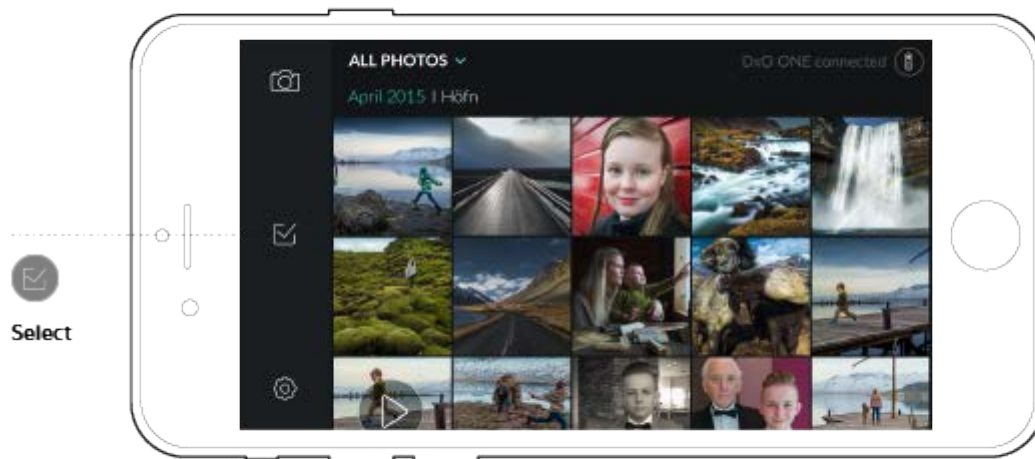 ALL PHOTOS
DxO ONE connected
April 2015 | Höfn
Select